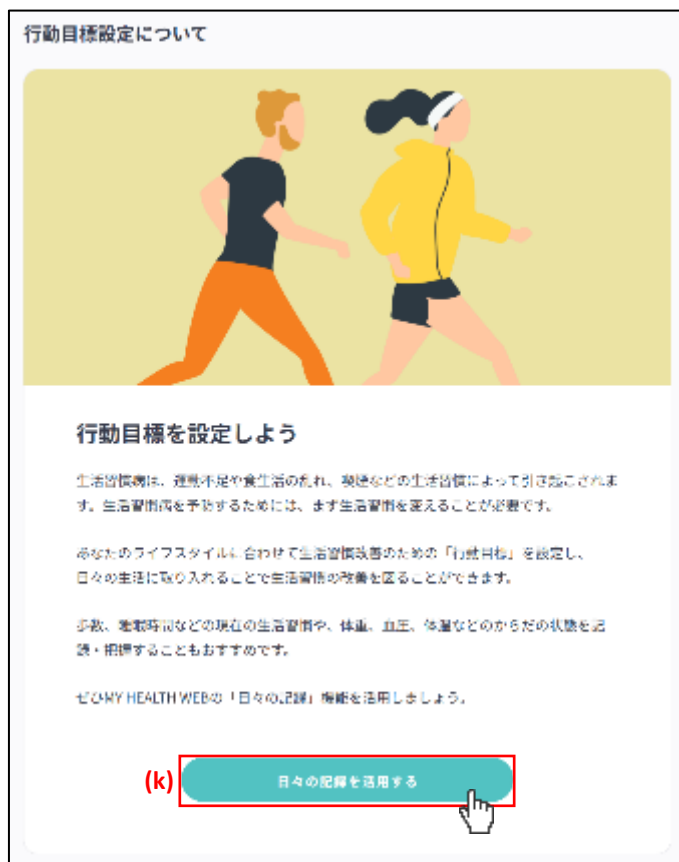 行動目標設定について
行動目標を設定しよう
生活習慣病は、運動不足や食生活の乱れ、喫煙などの生活習慣によって引き起こされま
す。生活習慣病を予防するためには、まず生活習慣を変えることが必要です。
あなたのライフスタイルに合わせて生活習慣改善のための「行動目標」を設定し、
日々の生活に取り入れることで生活習慣の改善を図ることができます。
歩数、睡眠時間などの現在の生活習慣や、体重、血圧、体温などのからだの状態を記
録・把握することもおすすめです。
ぜひMY HEALTH WEBの「日々の記録」機能を活用しましょう。
(k) 日々の記録を活用する